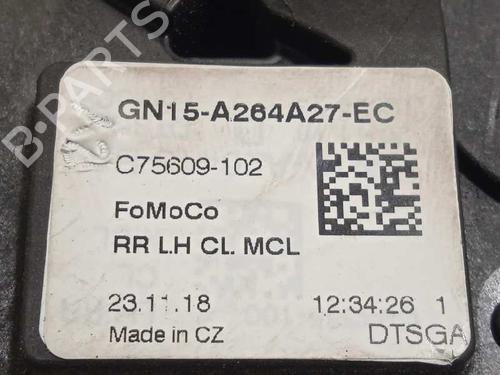 B-PARTS
GN15-A264A27-EC
C75609-102
FoMoCo
RR LH CL. MCL
23.11.18 12:34:26 1
Made in CZ DTSGA